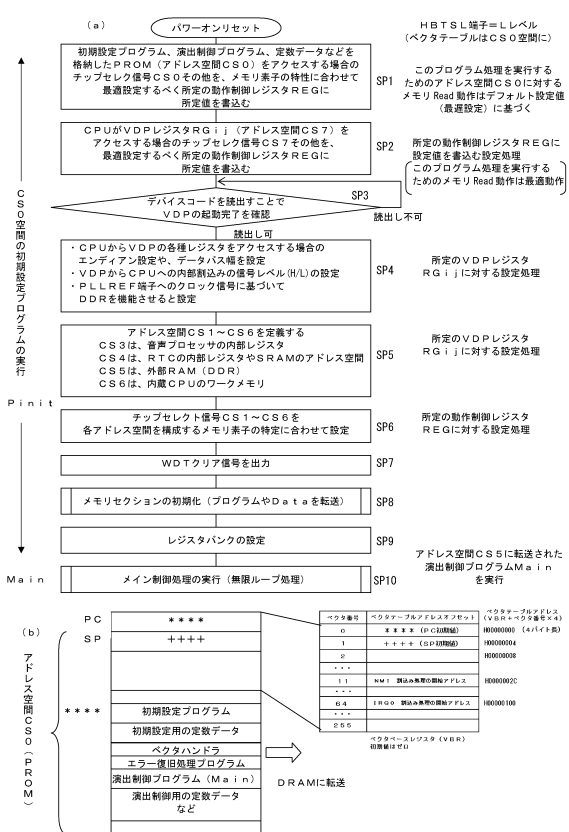 (a)
パワーオンリセット
HBTSL端子=Lレベル
(ベクタテーブルはCS0空間に)
初期設定プログラム、演出制御プログラム、定数データなどを
格納したPROM(アドレス空間CS0)をアクセスする場合の
チップセレク信号CS0その他を、メモリ素子の特性に合わせて
最適設定するべく所定の動作制御レジスタREGに
所定値を書込む
SP1
このプログラム処理を実行する
ためのアドレス空間CS0に対する
メモリ Read 動作はデフォルト設定値
(最遅設定)に基づく
CPUがVDPレジスタRGij(アドレス空間CS7)を
アクセスする場合のチップセレク信号CS7その他を、
最適設定するべく所定の動作制御レジスタREGに
所定値を書込む
SP2
所定の動作制御レジスタREGに
設定値を書込む設定処理
このプログラム処理を実行する
ためのメモリ Read 動作は最適動作
SP3
デバイスコードを読出すことで
VDPの起動完了を確認
読出し不可
読出し可
・CPUからVDPの各種レジスタをアクセスする場合の
エンディアン設定や、データバス幅を設定
・VDPからCPUへの内部割込みの信号レベル(H/L)の設定
・PLLREF端子へのクロック信号に基づいて
DDRを機能させると設定
SP4
所定のVDPレジスタ
RGijに対する設定処理
アドレス空間CS1~CS6を定義する
CS3は、音声プロセッサの内部レジスタ
CS4は、RTCの内部レジスタやSRAMのアドレス空間
CS5は、外部RAM(DDR)
CS6は、内蔵CPUのワークメモリ
SP5
所定のVDPレジスタ
RGijに対する設定処理
CS0空間の初期設定プログラムの実行
Pinit
チップセレクト信号CS1~CS6を
各アドレス空間を構成するメモリ素子の特定に合わせて設定
SP6
所定の動作制御レジスタ
REGに対する設定処理
WDTクリア信号を出力
SP7
メモリセクションの初期化(プログラムやDataを転送)
SP8
レジスタバンクの設定
SP9
アドレス空間CS5に転送された
演出制御プログラムMain
を実行
Main
メイン制御処理の実行(無限ループ処理)
SP10
(b)
PC
****
SP
++++
アドレス空間CS0(PROM)
****
初期設定プログラム
初期設定用の定数データ
ベクタハンドラ
エラー復旧処理プログラム
演出制御プログラム(Main)
演出制御用の定数データ
など
DRAMに転送
ベクタ番号 ベクタテーブルアドレスオフセット
ベクタテーブルアドレス
(VBR+ベクタ番号×4)
0 ****(PC初期値) H00000000 (4バイト長)
1 ++++(SP初期値) H00000004
2 H00000008
・・・
11 NMI 割込み処理の開始アドレス H0000002C
・・・
64 IRQ0 割込み処理の開始アドレス H00000100
・・・
255
ベクタベースレジスタ(VBR)
初期値はゼロ